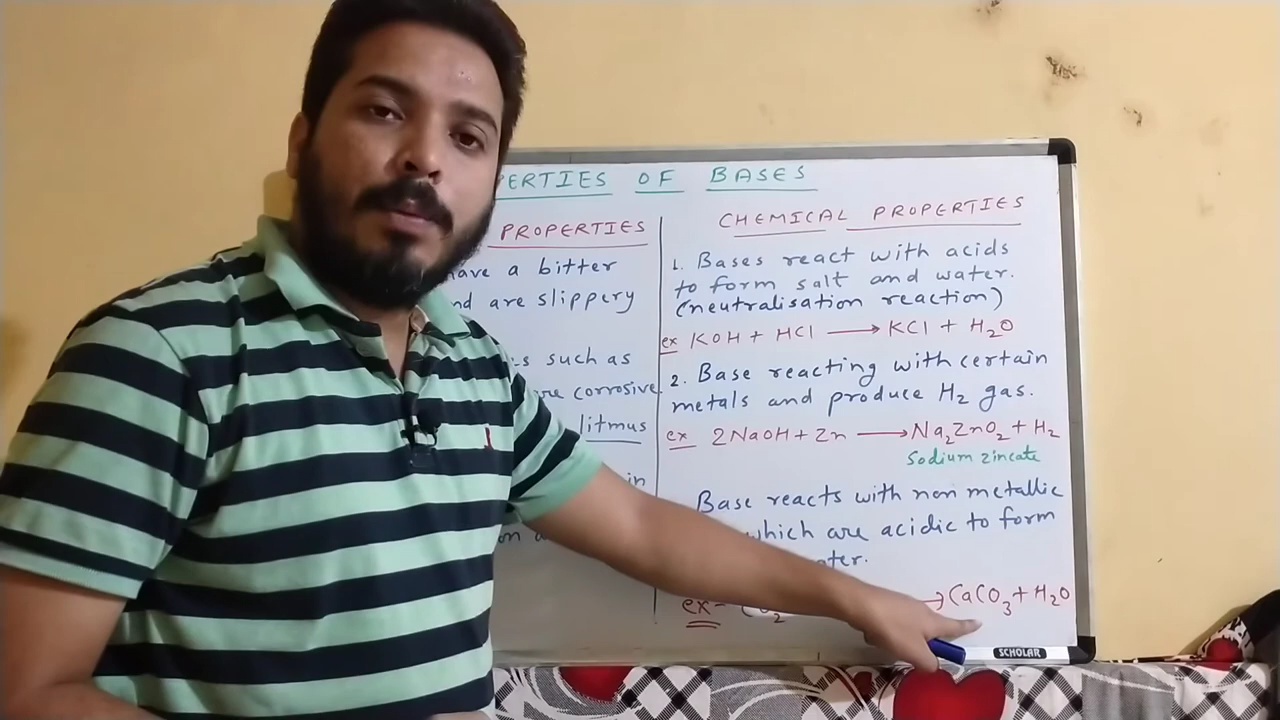 PERTIES OF BASES
PROPERTIES
have a bitter
nd are slippery
such as
corrosive
litmus
in
CHEMICAL PROPERTIES
1. Bases react with acids
to form salt and water.
(neutralisation reaction)
ex KOH + HCl ⟶ KCl + H₂O
2. Base reacting with certain
metals and produce H₂ gas.
ex 2NaOH + Zn ⟶ Na₂ZnO₂ + H₂
Sodium zincate
Base reacts with non metallic
which are acidic to form
ex- CO₂ → CaCO₃ + H₂O
SCHOLAR